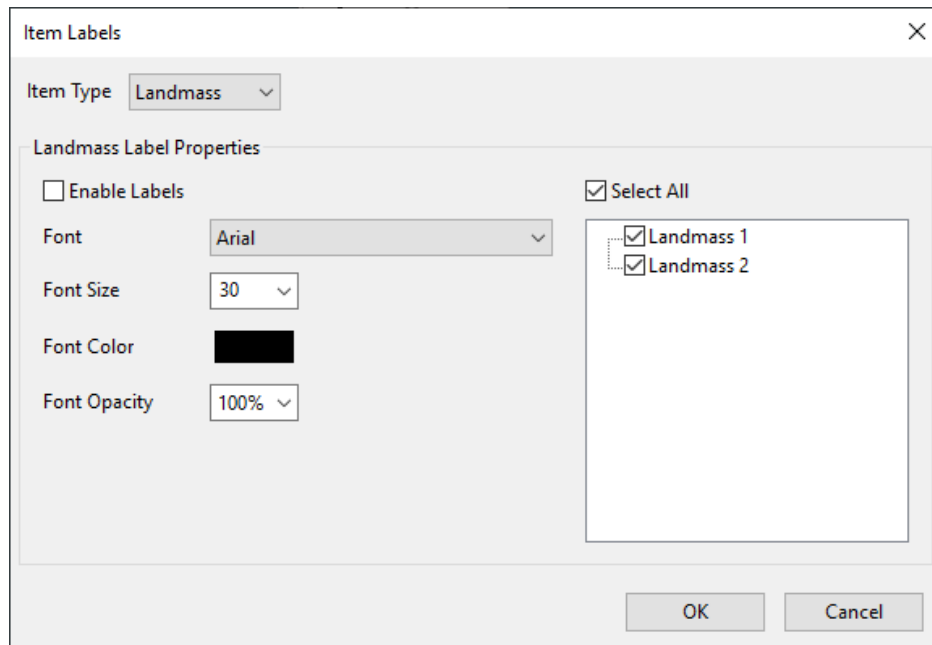 Item Labels
Item Type Landmass
Landmass Label Properties
Enable Labels
Select All
Font Arial
Landmass 1
Landmass 2
Font Size 30
Font Color
Font Opacity 100%
OK Cancel